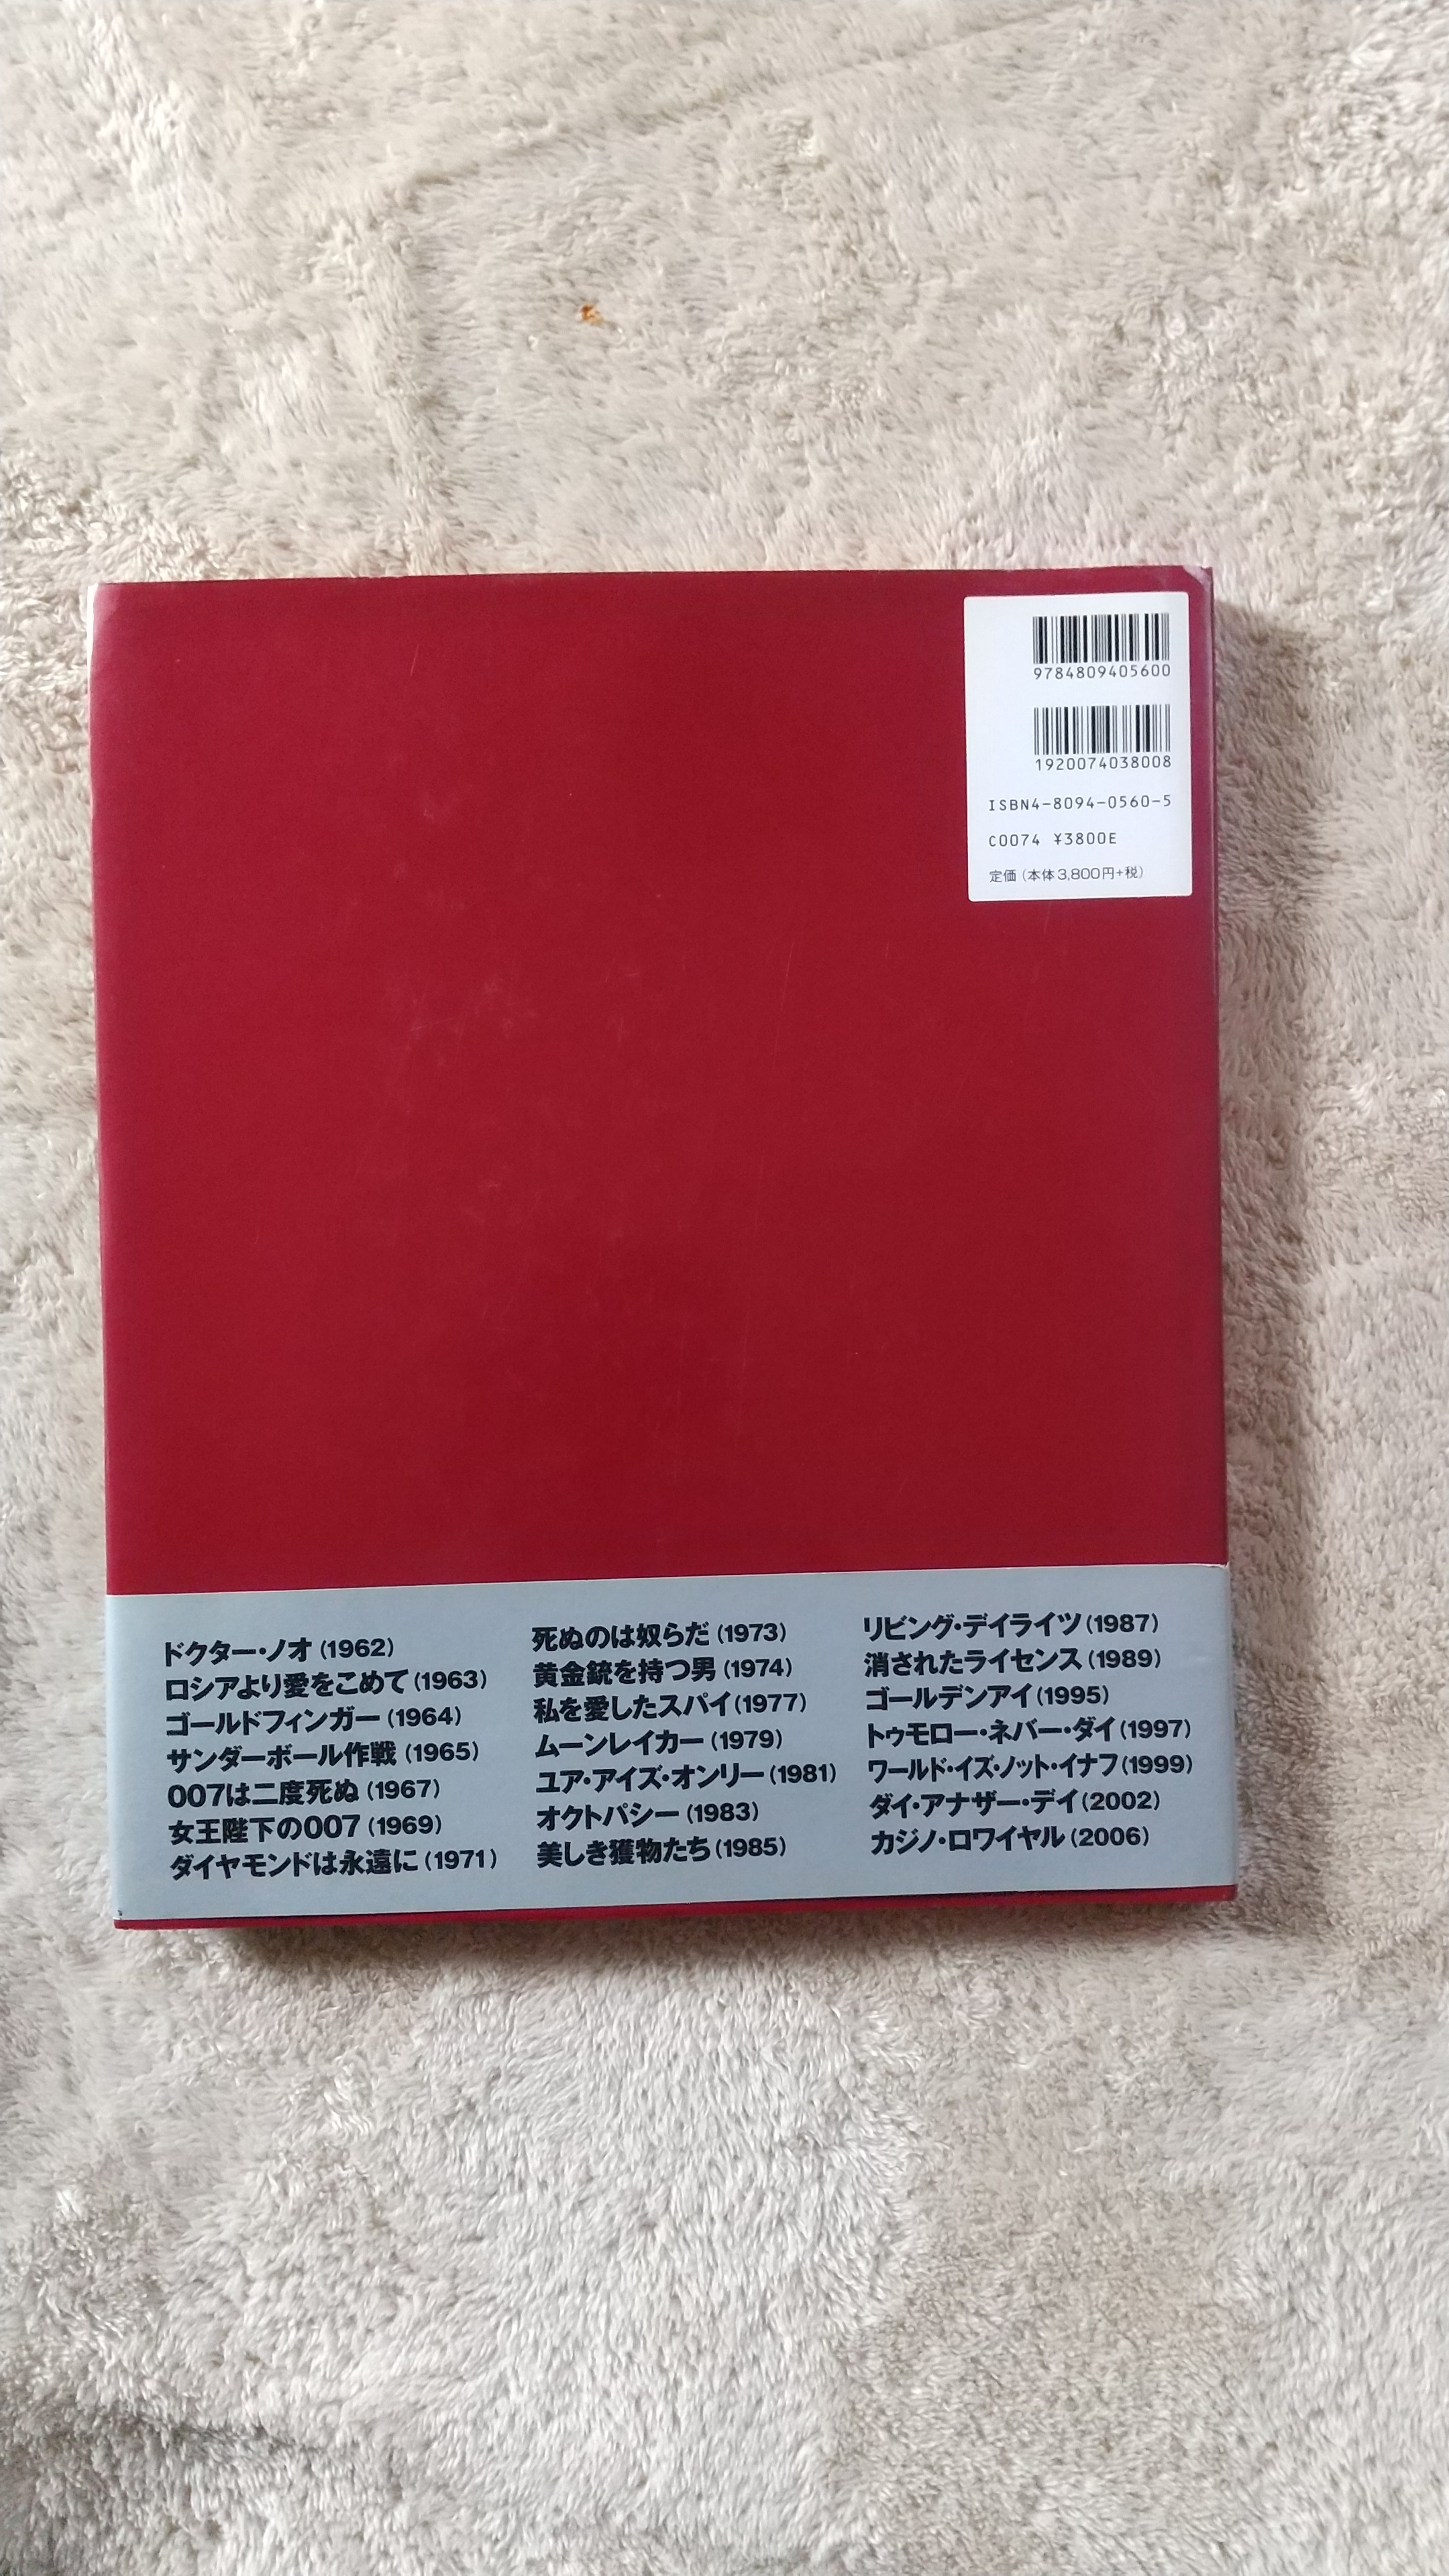 9784809405600
1920074038008
ISBN4-8094-0560-5
C0074 ¥3800E
定価（本体3,800円+税）
ドクター・ノオ（1962）
ロシアより愛をこめて（1963）
ゴールドフィンガー（1964）
サンダーボール作戦（1965）
007は二度死ぬ（1967）
女王陛下の007（1969）
ダイヤモンドは永遠に（1971）
死ぬのは奴らだ（1973）
黄金銃を持つ男（1974）
私を愛したスパイ（1977）
ムーンレイカー（1979）
ユア・アイズ・オンリー（1981）
オクトパシー（1983）
美しき獲物たち（1985）
リビング・デイライツ（1987）
消されたライセンス（1989）
ゴールデンアイ（1995）
トゥモロー・ネバー・ダイ（1997）
ワールド・イズ・ノット・イナフ（1999）
ダイ・アナザー・デイ（2002）
カジノ・ロワイヤル（2006）